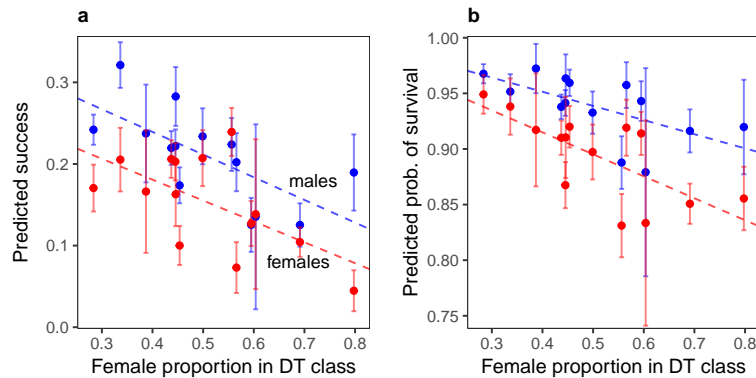 a
Predicted success
0.3
0.2
0.1
0.0
males
females
0.3 0.4 0.5 0.6 0.7 0.8
Female proportion in DT class
b
Predicted prob. of survival
1.00
0.95
0.90
0.85
0.80
0.75
0.3 0.4 0.5 0.6 0.7 0.8
Female proportion in DT class